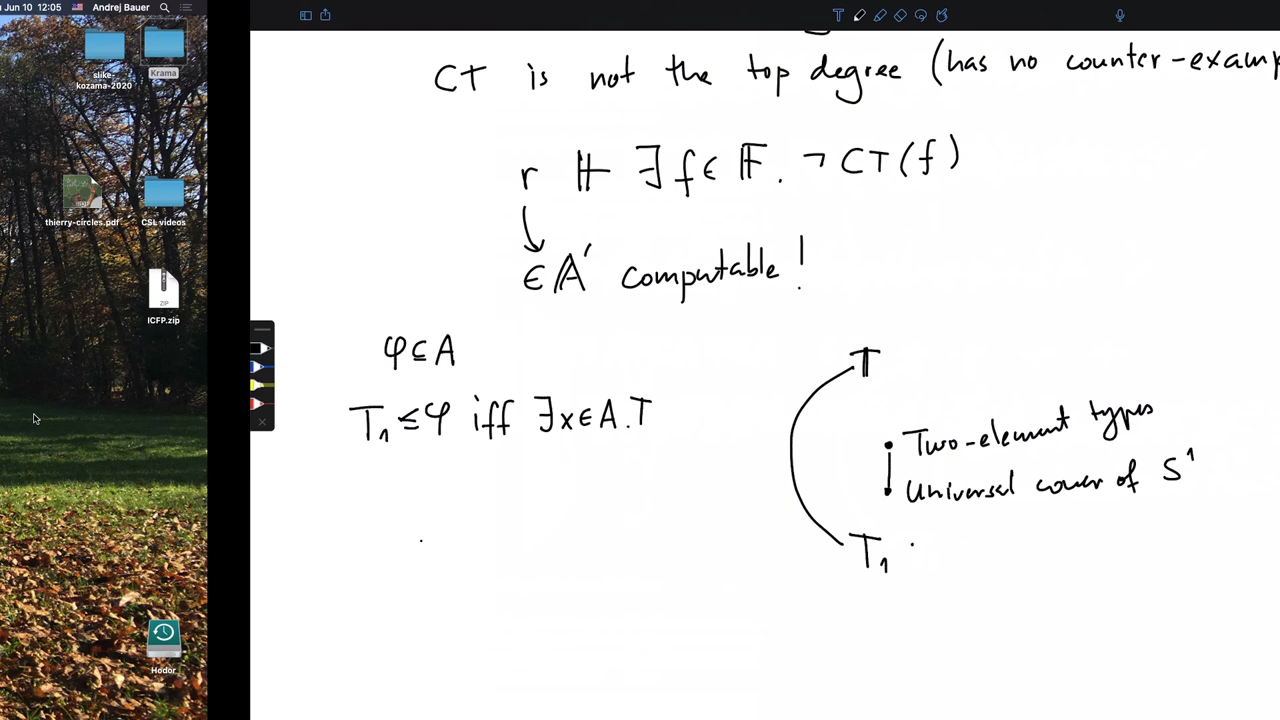 Jun 10 12:05 Andrej Bauer
slike-
kozama-2020
Krama
thierry-circles.pdf
CSL videos
ZIP
ICFP.zip
Hodor
CT is not the top degree (has no counter-examp
r ⊩ ∃f∈𝔽. ¬CT(f)
∈𝔸′ computable!
φ⊆A
T₁≤φ iff ∃x∈A.T
T
Two-element types
Universal cover of S¹
T₁